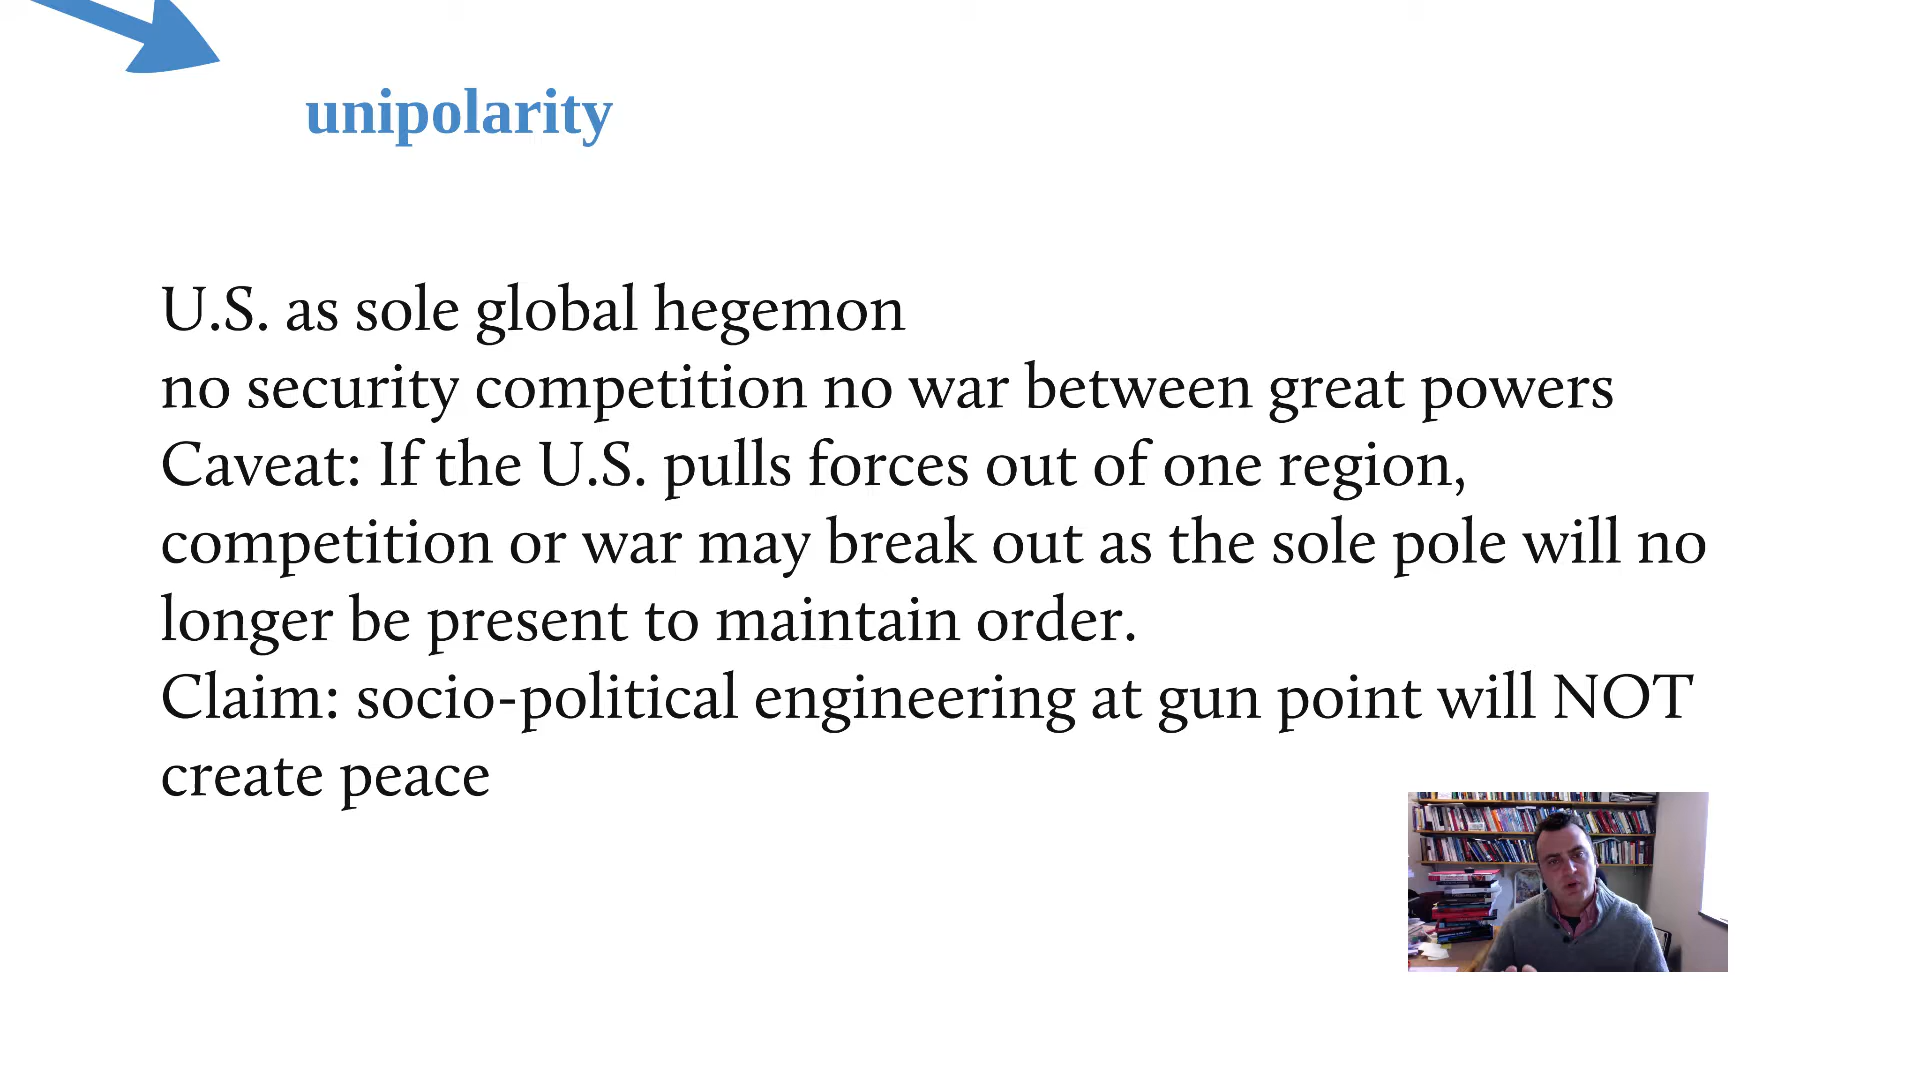 unipolarity
U.S. as sole global hegemon
no security competition no war between great powers
Caveat: If the U.S. pulls forces out of one region,
competition or war may break out as the sole pole will no
longer be present to maintain order.
Claim: socio-political engineering at gun point will NOT
create peace